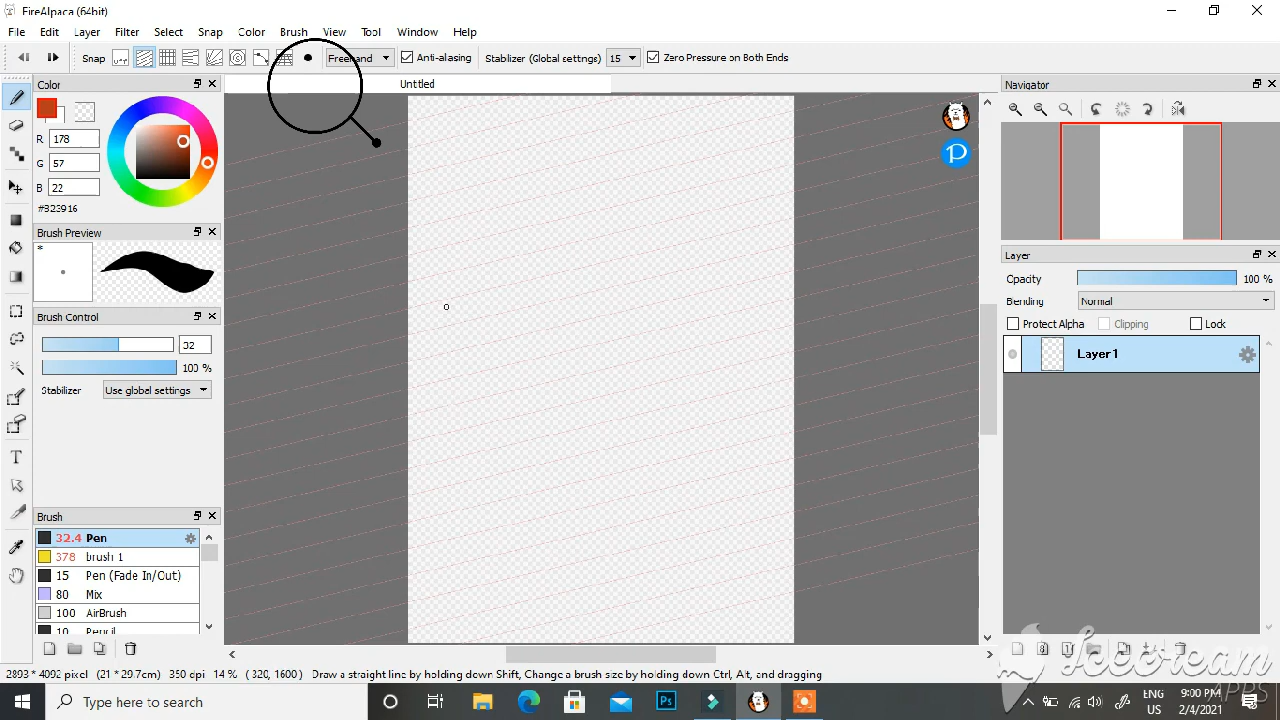 FireAlpaca (64bit)
File Edit Layer Filter Select Snap Color Brush View Tool Window Help
Snap OFF Freehand Anti-aliasing Stabilizer (Global settings) 15 Zero Pressure on Both Ends
Color
Untitled
Navigator
R 178
G 57
B 22
#B23916
Brush Preview
*
Brush Control
32
100 %
Stabilizer Use global settings
Brush
32.4 Pen
378 brush 1
15 Pen (Fade In/Out)
80 Mix
100 AirBrush
10 Pencil
P
Layer
Opacity 100 %
Blending Normal
Protect Alpha Clipping Lock
Layer1
2893 * 4092 pixel (21 * 29.7cm) 350 dpi 14 % ( 320, 1600) Draw a straight line by holding down Shift, Change a brush size by holding down Ctrl, Alt, and dragging
Icecream
APPS
Type here to search
Ps
ENG
US
9:00 PM
2/4/2021